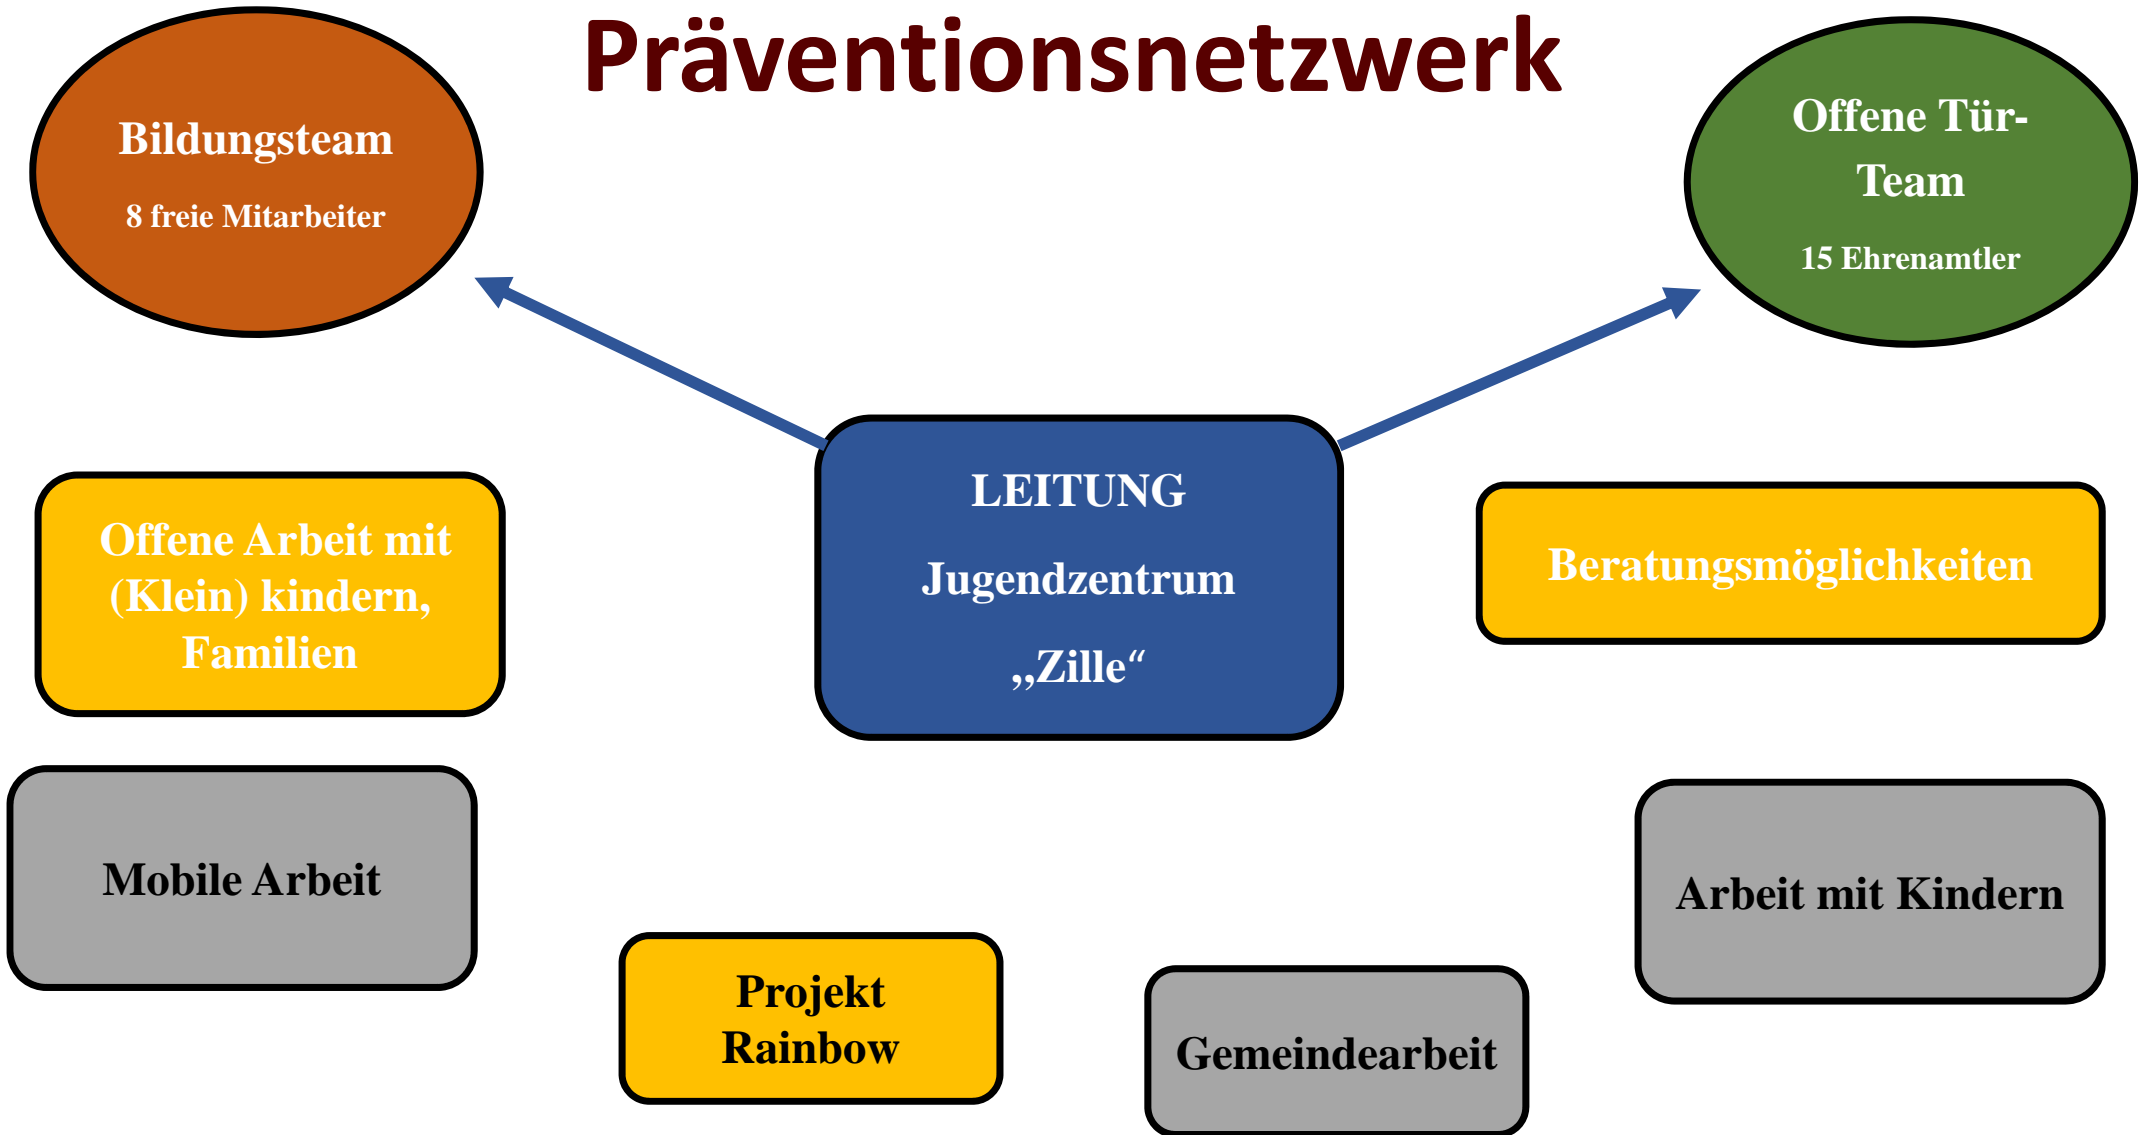 Präventionsnetzwerk
Bildungsteam
8 freie Mitarbeiter
Offene Tür-
Team
15 Ehrenamtler
LEITUNG
Jugendzentrum
„Zille“
Offene Arbeit mit
(Klein) kindern,
Familien
Beratungsmöglichkeiten
Mobile Arbeit
Arbeit mit Kindern
Projekt
Rainbow
Gemeindearbeit